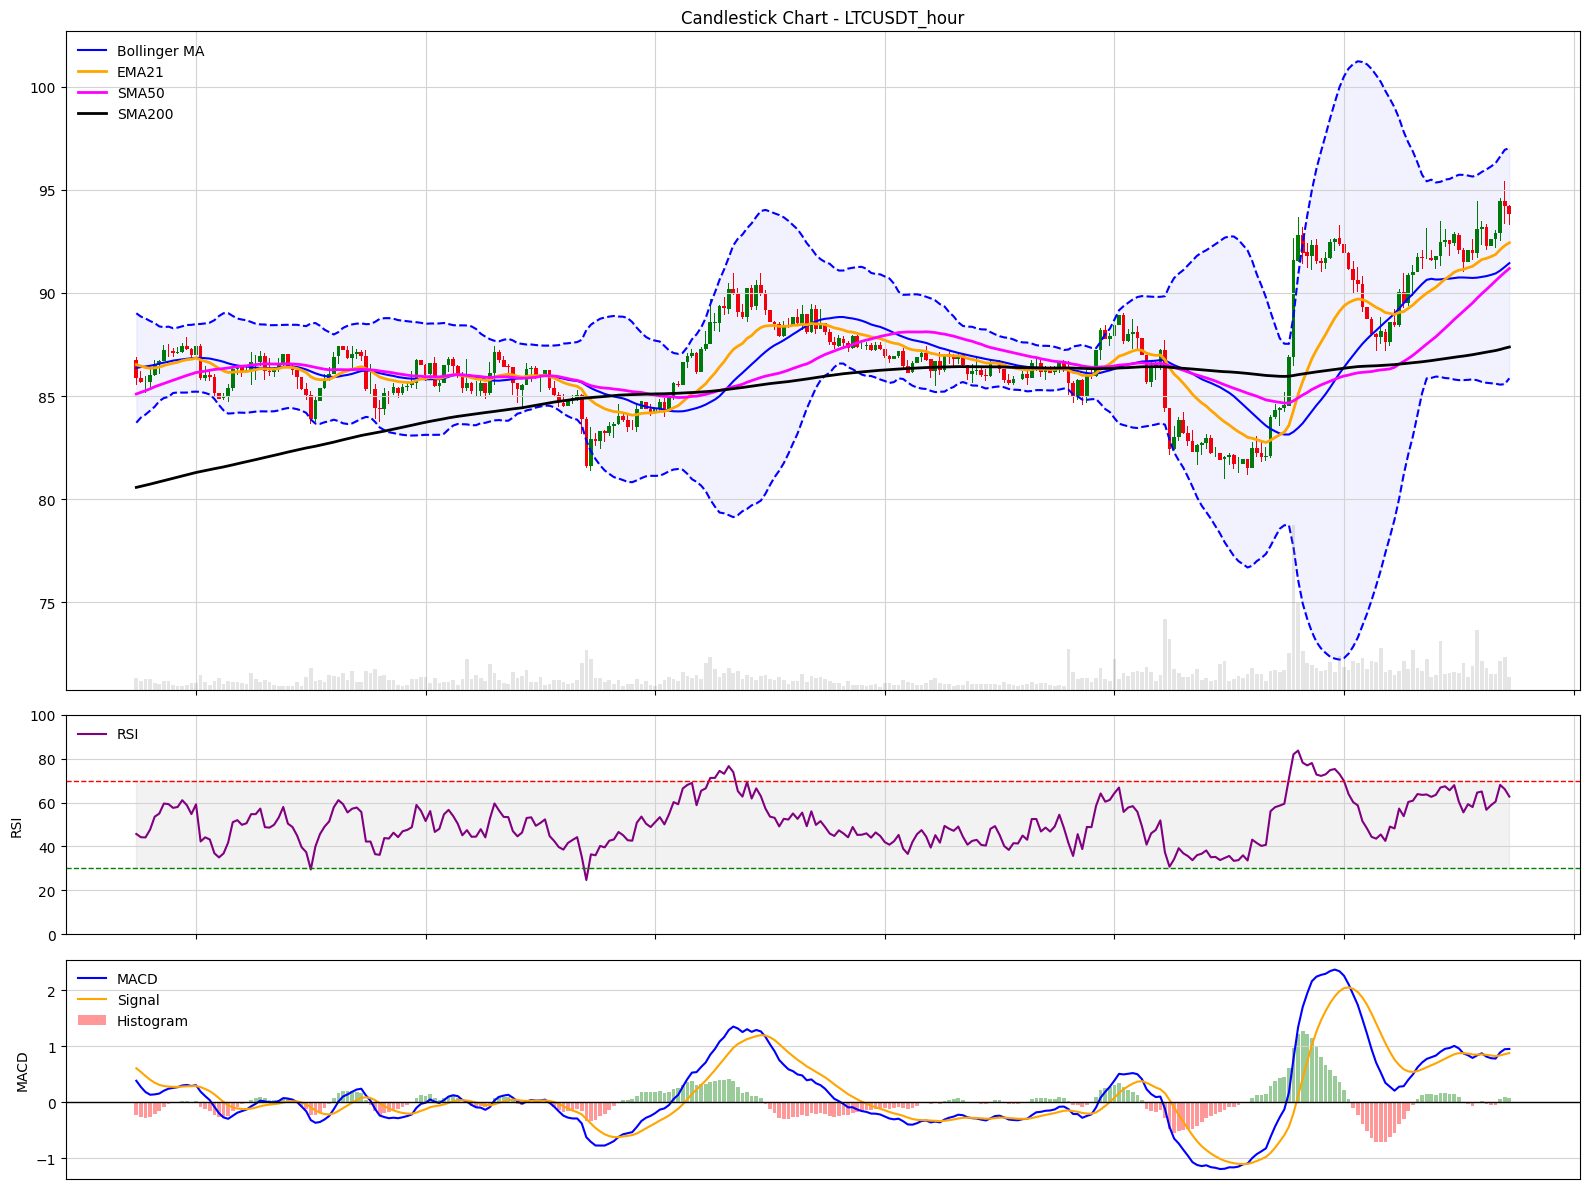 Candlestick Chart - LTCUSDT_hour
Bollinger MA
EMA21
SMA50
SMA200
100
95
90
85
80
75
RSI
100
80
60
40
20
0
RSI
MACD
Signal
Histogram
2
1
0
−1
MACD